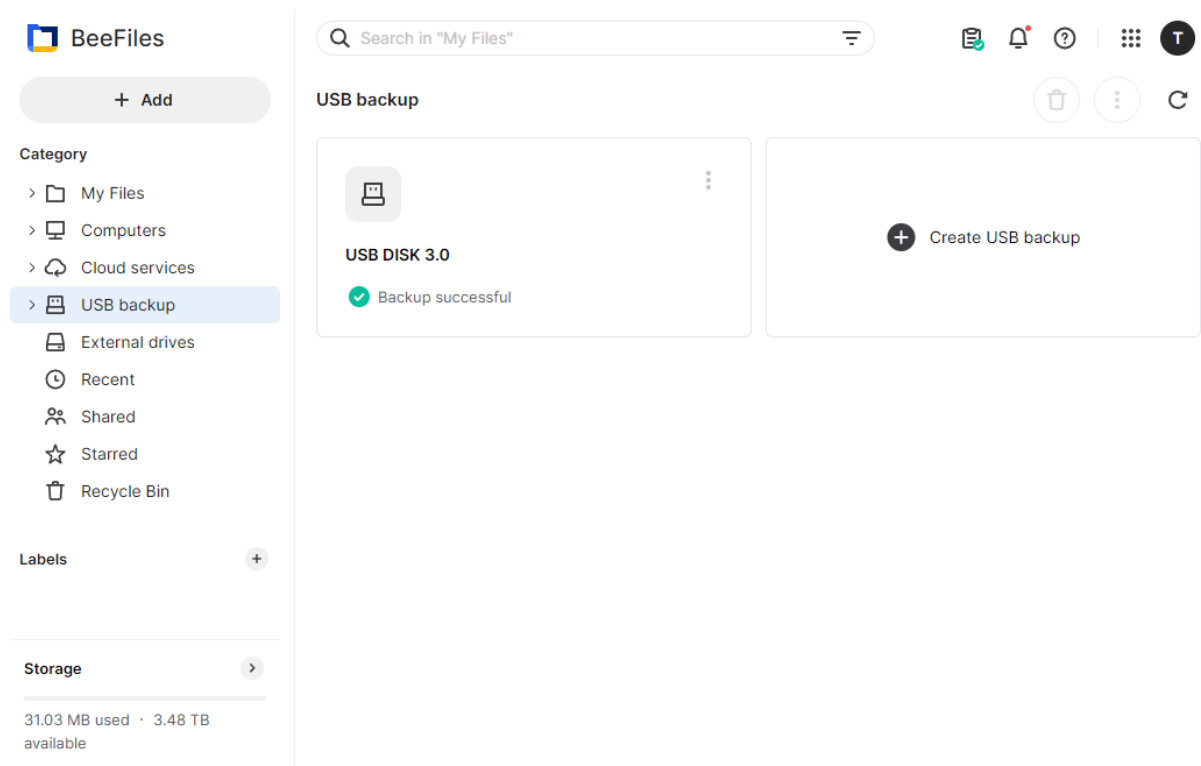 BeeFiles
Search in "My Files"
T
Add
USB backup
Category
My Files
Computers
Cloud services
USB backup
External drives
Recent
Shared
Starred
Recycle Bin
USB DISK 3.0
Backup successful
Create USB backup
Labels
Storage
31.03 MB used · 3.48 TB
available